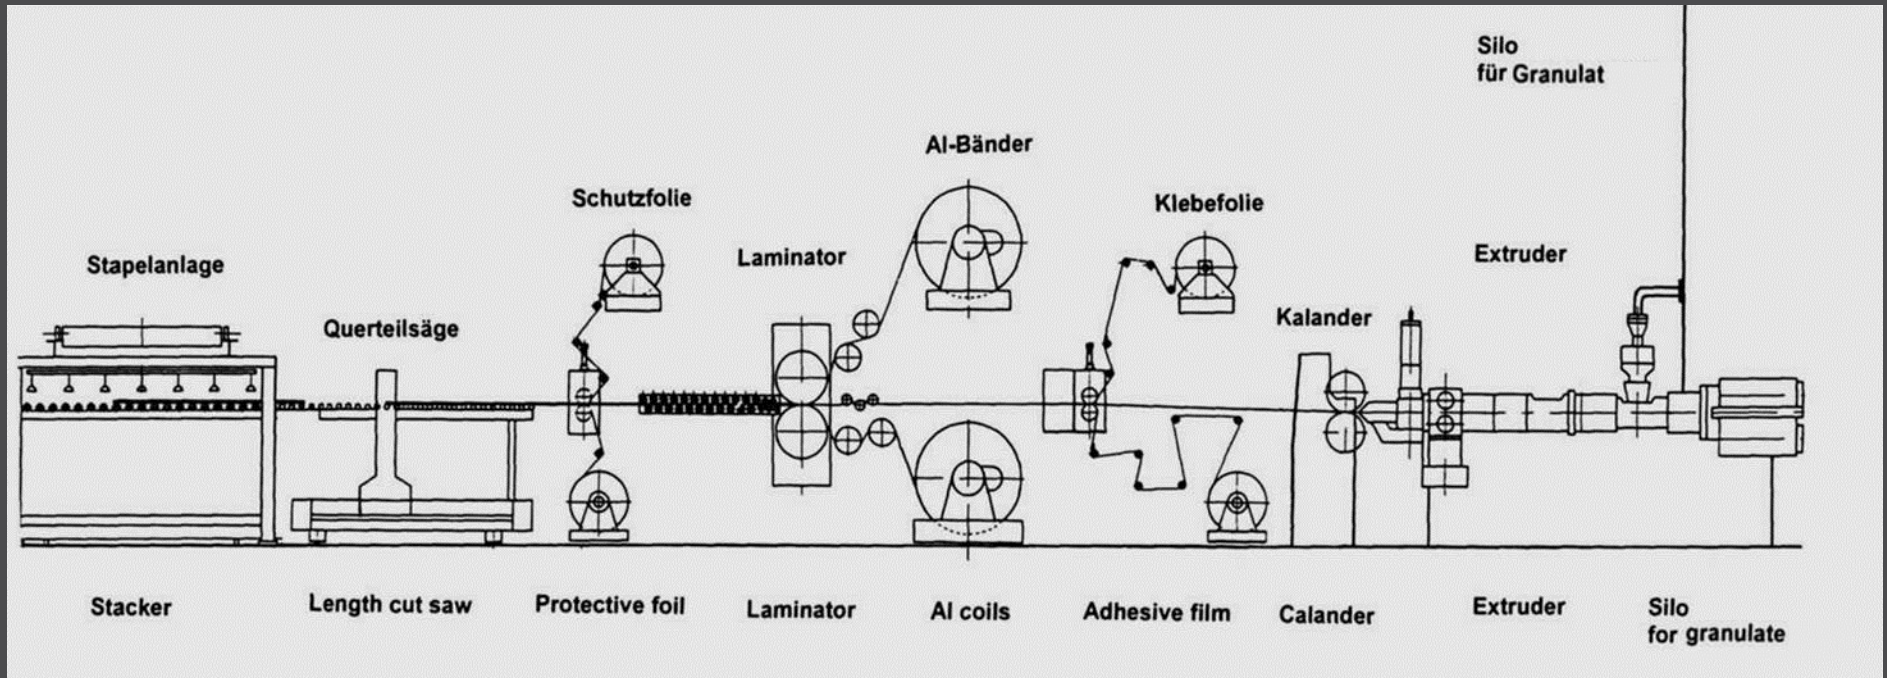 Silo
für Granulat
Al-Bänder
Schutzfolie
Klebefolie
Laminator
Extruder
Stapelanlage
Kalander
Querteilsäge
Stacker
Length cut saw
Protective foil
Laminator
Al coils
Adhesive film
Calander
Extruder
Silo
for granulate